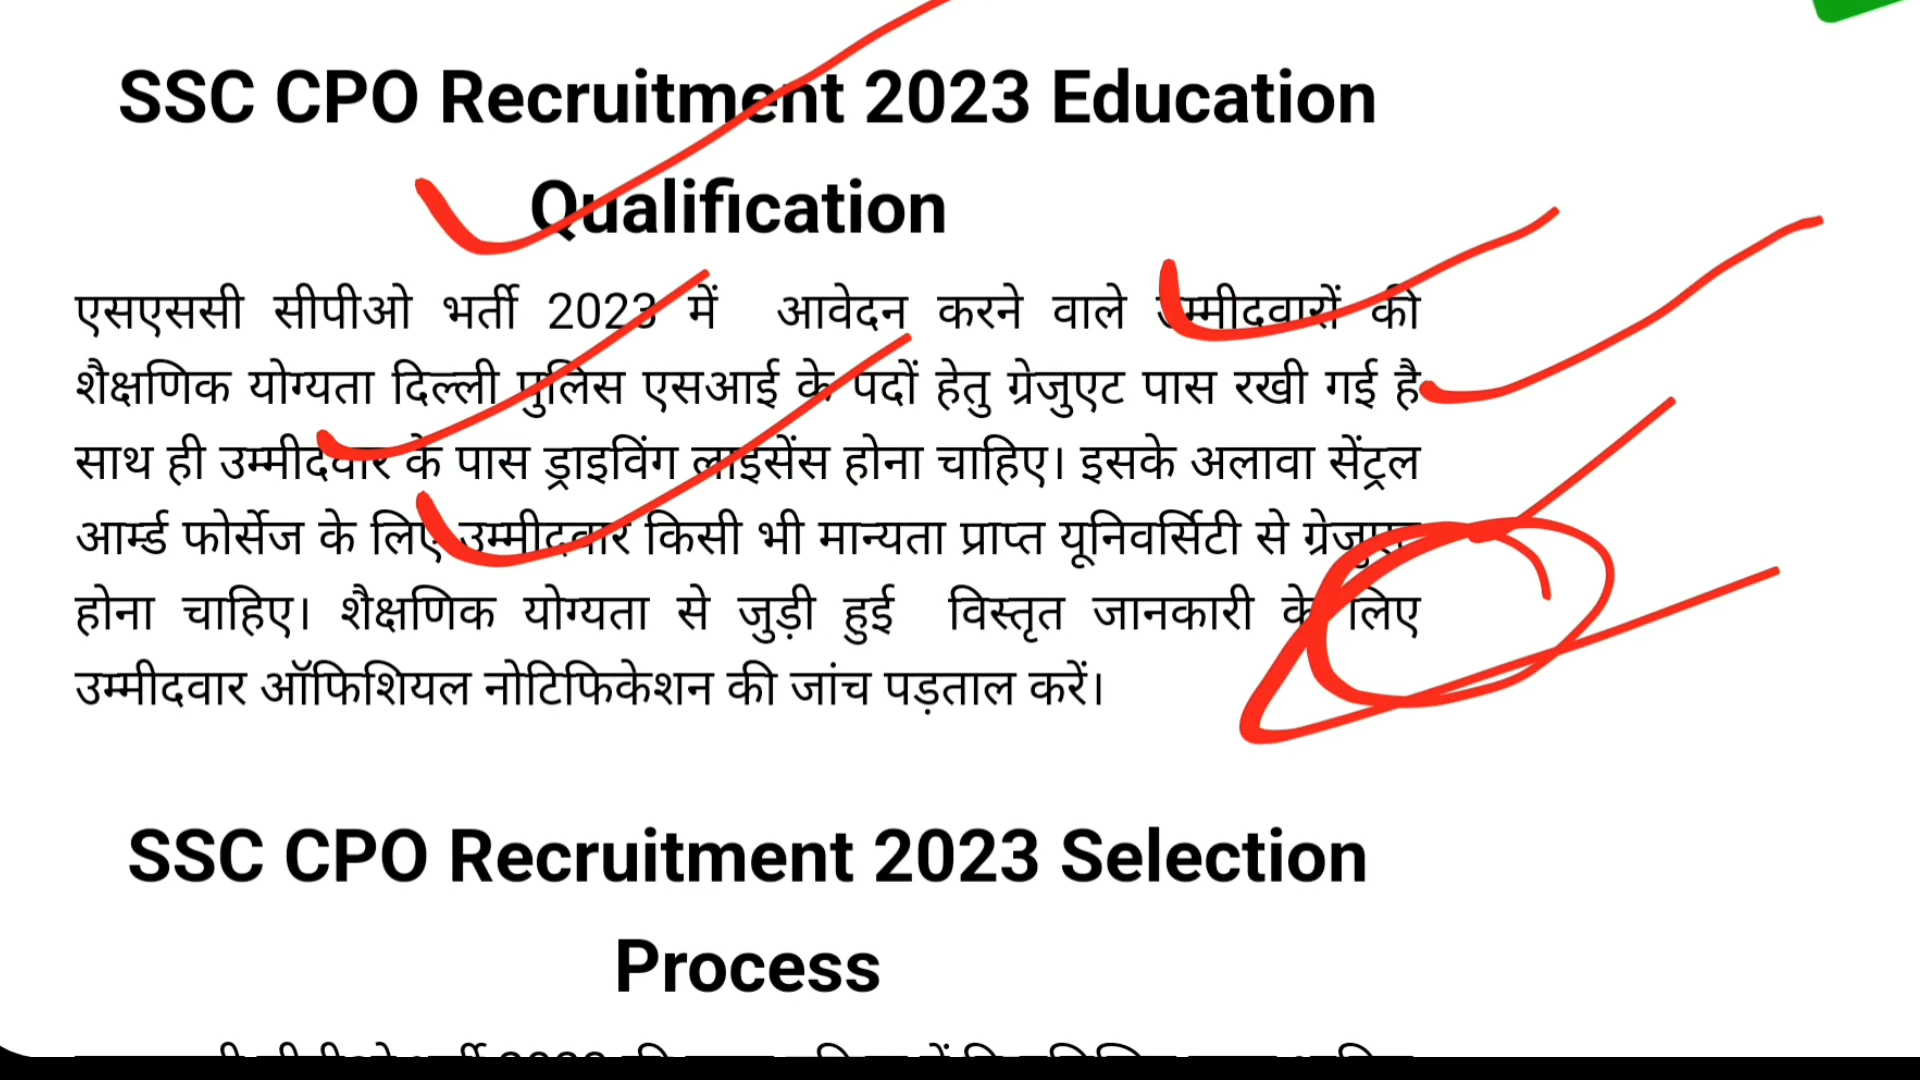 SSC CPO Recruitment 2023 Education
Qualification
एसएससी सीपीओ भर्ती 2023 में आवेदन करने वाले उम्मीदवारों की
शैक्षणिक योग्यता दिल्ली पुलिस एसआई के पदों हेतु ग्रेजुएट पास रखी गई है
साथ ही उम्मीदवार के पास ड्राइविंग लाइसेंस होना चाहिए। इसके अलावा सेंट्रल
आर्म्ड फोर्सेज के लिए उम्मीदवार किसी भी मान्यता प्राप्त यूनिवर्सिटी से ग्रेजुएट
होना चाहिए। शैक्षणिक योग्यता से जुड़ी हुई विस्तृत जानकारी के लिए
उम्मीदवार ऑफिशियल नोटिफिकेशन की जांच पड़ताल करें।
SSC CPO Recruitment 2023 Selection
Process